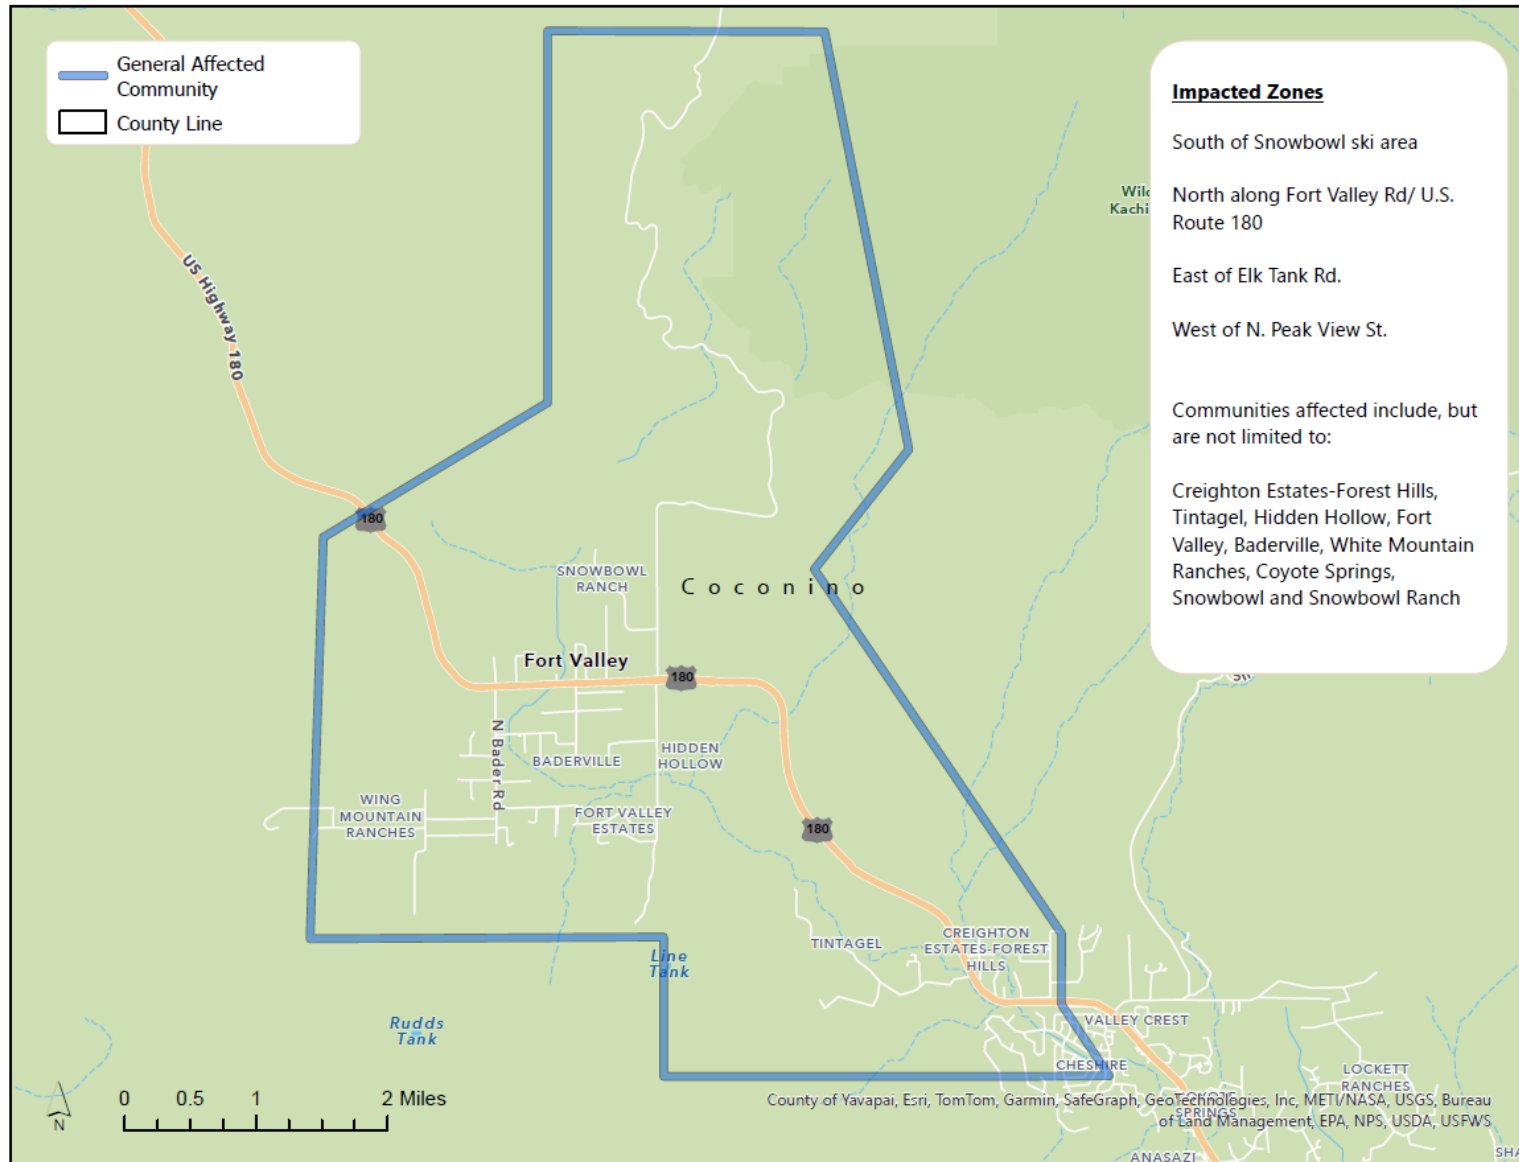 General Affected
Community
County Line
Impacted Zones
South of Snowbowl ski area
North along Fort Valley Rd/ U.S.
Route 180
East of Elk Tank Rd.
West of N. Peak View St.
Communities affected include, but
are not limited to:
Creighton Estates-Forest Hills,
Tintagel, Hidden Hollow, Fort
Valley, Baderville, White Mountain
Ranches, Coyote Springs,
Snowbowl and Snowbowl Ranch
US Highway 180
180
SNOWBOWL
RANCH
Coconino
Fort Valley
180
N Bader Rd
BADERVILLE
HIDDEN
HOLLOW
WING
MOUNTAIN
RANCHES
FORT VALLEY
ESTATES
180
TINTAGEL
CREIGHTON
ESTATES-FOREST
HILLS
Line
Tank
Rudds
Tank
VALLEY CREST
CHESHIRE
LOCKETT
RANCHES
SPRINGS
ANASAZI
N
0 0.5 1 2 Miles
County of Yavapai, Esri, TomTom, Garmin, SafeGraph, GeoTechnologies, Inc, METI/NASA, USGS, Bureau
of Land Management, EPA, NPS, USDA, USFWS